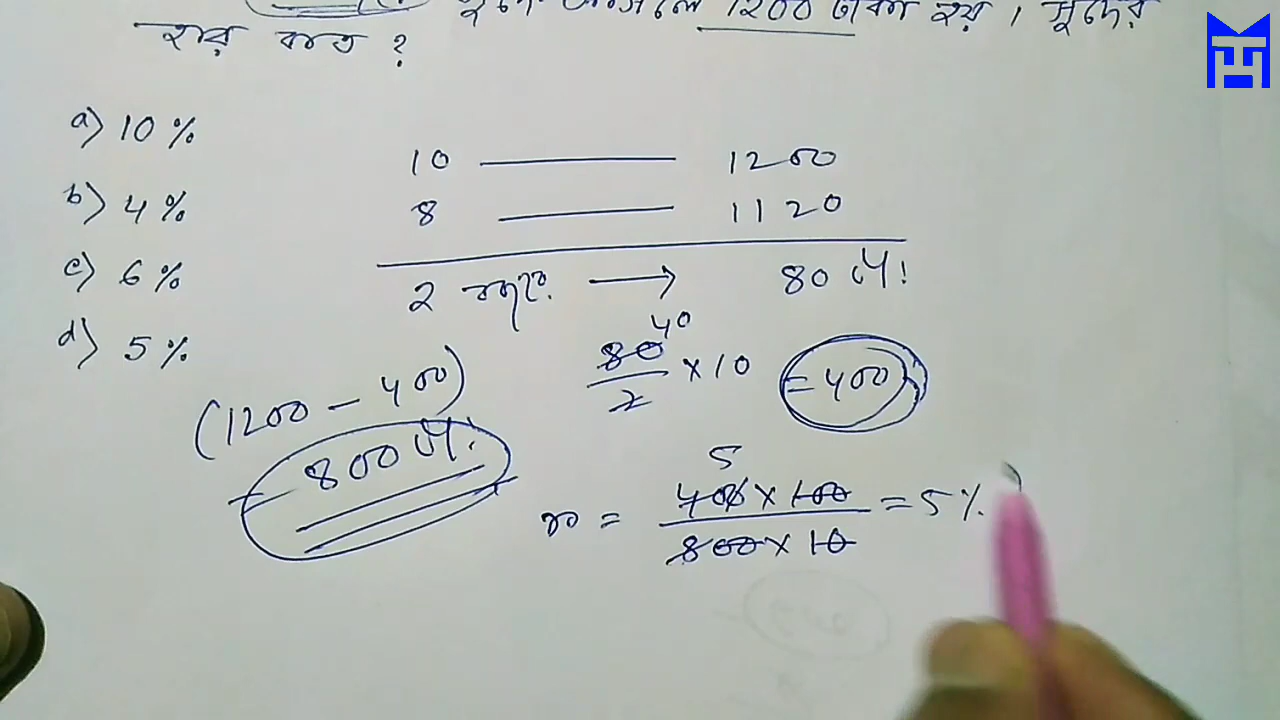 1200 টাকা হয়। সুদের
হার কত ?
a) 10 %
b) 4 %
c) 6 %
d) 5 %
10 —— 1200
8 —— 1120
2 → 80
80/2 × 10 = 400
40
(1200 - 400)
= 800
5
r = 400 × 100 / 800 × 10 = 5 %